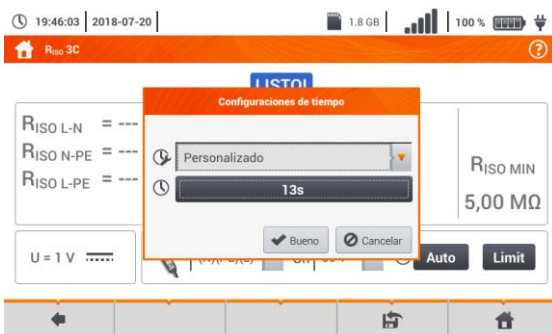 19:46:03 2018-07-20 1.8 GB 100 %
RISO 3C
¡LISTO!
Configuraciones de tiempo
RISO L-N = ---
RISO N-PE = ---
RISO L-PE = ---
Personalizado
13s
Bueno Cancelar
RISO MIN
5,00 MΩ
U = 1 V
Auto Limit